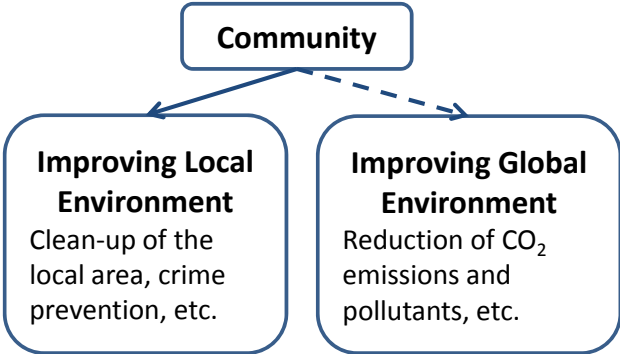 Community
Improving Local
Environment
Clean-up of the
local area, crime
prevention, etc.
Improving Global
Environment
Reduction of CO₂
emissions and
pollutants, etc.